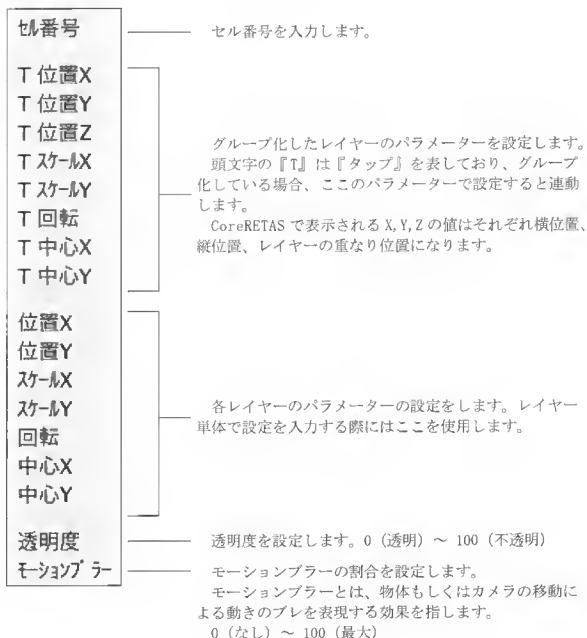 ｾﾙ番号
セル番号を入力します。
T 位置X
T 位置Y
T 位置Z
T ｽｹｰﾙX
T ｽｹｰﾙY
T 回転
T 中心X
T 中心Y
グループ化したレイヤーのパラメーターを設定します。
頭文字の『T』は『タップ』を表しており、グループ
化している場合、ここのパラメーターで設定すると連動
します。
CoreRETAS で表示される X,Y,Z の値はそれぞれ横位置、
縦位置、レイヤーの重なり位置になります。
位置X
位置Y
ｽｹｰﾙX
ｽｹｰﾙY
回転
中心X
中心Y
各レイヤーのパラメーターの設定をします。レイヤー
単体で設定を入力する際にはここを使用します。
透明度
透明度を設定します。0（透明）～ 100（不透明）
ﾓｰｼｮﾝﾌﾞﾗｰ
モーションブラーの割合を設定します。
モーションブラーとは、物体もしくはカメラの移動に
よる動きのブレを表現する効果を指します。
0（なし）～ 100（最大）